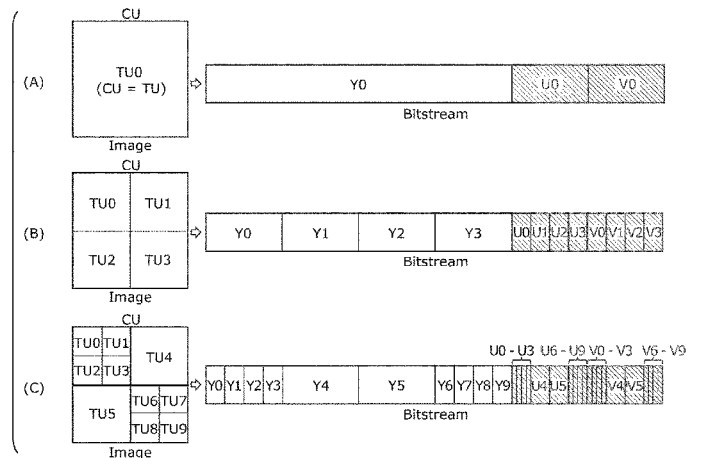 CU
(A)
TU0
(CU = TU)
Y0
U0
V0
Bitstream
Image
CU
(B)
TU0
TU1
TU2
TU3
Y0
Y1
Y2
Y3
U0
U1
U2
U3
V0
V1
V2
V3
Bitstream
Image
CU
(C)
TU0
TU1
TU2
TU3
TU4
TU5
TU6
TU7
TU8
TU9
U0 - U3
U6 - U9
V0 - V3
V6 - V9
Y0
Y1
Y2
Y3
Y4
Y5
Y6
Y7
Y8
Y9
U4
U5
V4
V5
Bitstream
Image